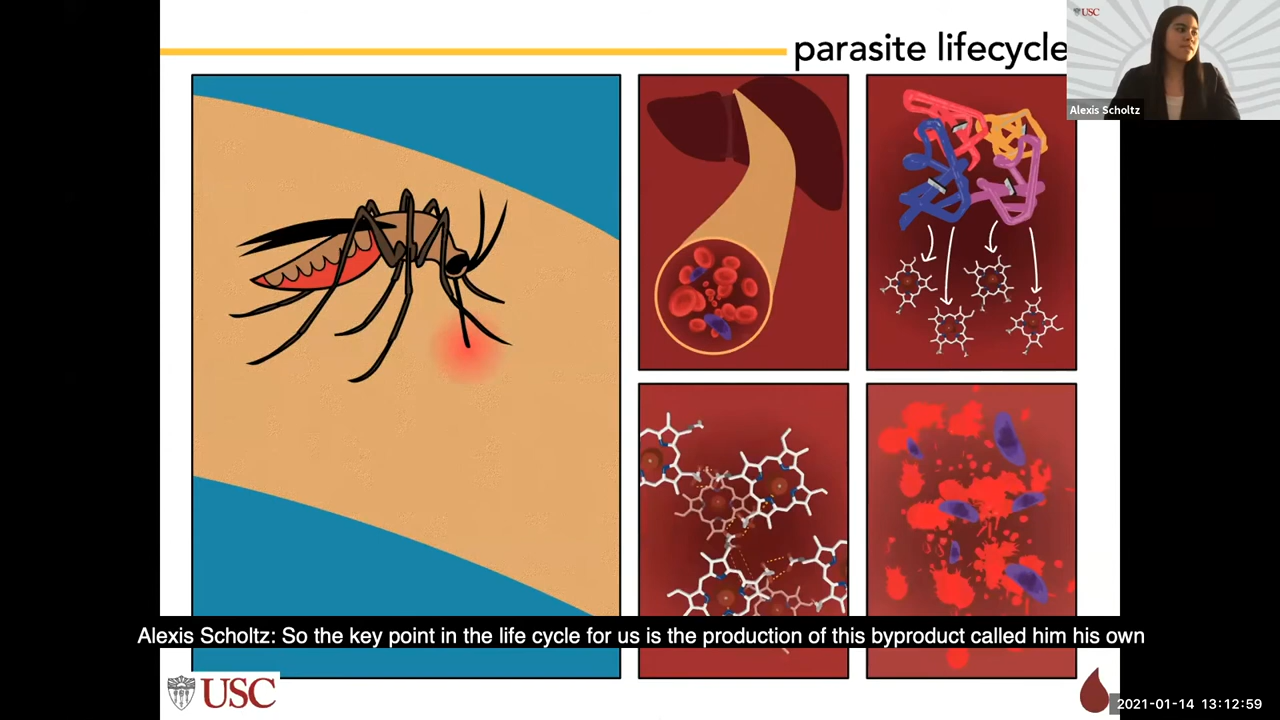 USC
parasite lifecycle
Alexis Scholtz
Alexis Scholtz: So the key point in the life cycle for us is the production of this byproduct called him his own
USC
2021-01-14 13:12:59